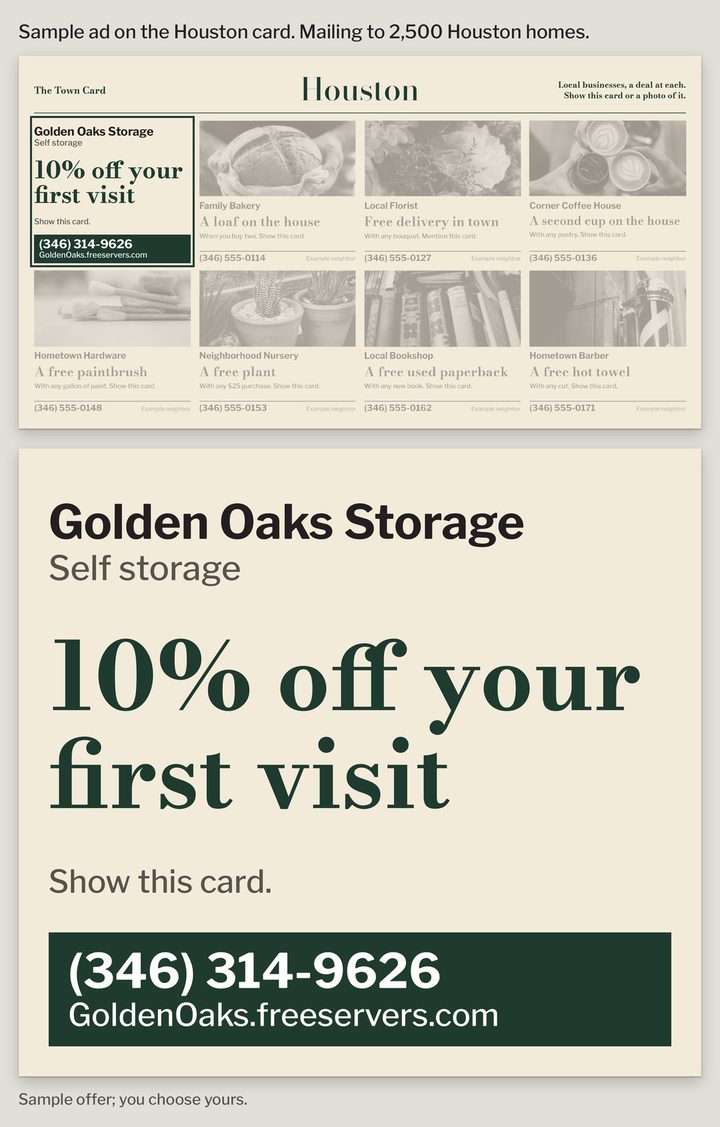 Sample ad on the Houston card. Mailing to 2,500 Houston homes.
The Town Card
Houston
Local businesses, a deal at each.
Show this card or a photo of it.
Golden Oaks Storage
Self storage
10% off your
first visit
Show this card.
(346) 314-9626
GoldenOaks.freeservers.com
Family Bakery
A loaf on the house
When you buy two. Show this card.
(346) 555-0114
Example neighbor
Local Florist
Free delivery in town
With any bouquet. Mention this card.
(346) 555-0127
Example neighbor
Corner Coffee House
A second cup on the house
With any pastry. Show this card.
(346) 555-0136
Example neighbor
Hometown Hardware
A free paintbrush
With any gallon of paint. Show this card.
(346) 555-0148
Example neighbor
Neighborhood Nursery
A free plant
With any $25 purchase. Show this card.
(346) 555-0153
Example neighbor
Local Bookshop
A free used paperback
With any new book. Show this card.
(346) 555-0162
Example neighbor
Hometown Barber
A free hot towel
With any cut. Show this card.
(346) 555-0171
Example neighbor
Golden Oaks Storage
Self storage
10% off your
first visit
Show this card.
(346) 314-9626
GoldenOaks.freeservers.com
Sample offer; you choose yours.